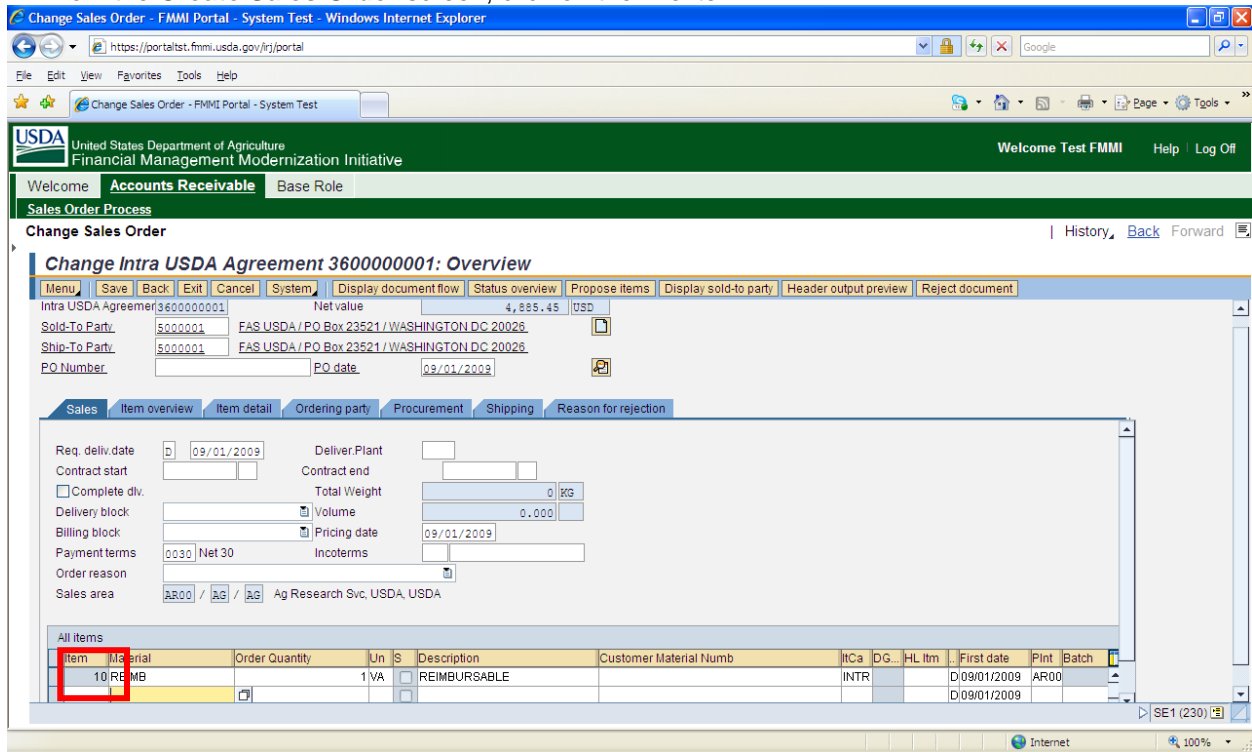 Change Sales Order - FMMI Portal - System Test - Windows Internet Explorer
https://portaltst.fmmi.usda.gov/irj/portal
Google
File Edit View Favorites Tools Help
Change Sales Order - FMMI Portal - System Test
Page Tools
USDA
United States Department of Agriculture
Financial Management Modernization Initiative
Welcome Test FMMI Help Log Off
Welcome Accounts Receivable Base Role
Sales Order Process
Change Sales Order
History Back Forward
Change Intra USDA Agreement 3600000001: Overview
Menu Save Back Exit Cancel System Display document flow Status overview Propose items Display sold-to party Header output preview Reject document
Intra USDA Agreemer 3600000001 Net value 4,885.45 USD
Sold-To Party 5000001 FAS USDA / PO Box 23521 / WASHINGTON DC 20026
Ship-To Party 5000001 FAS USDA / PO Box 23521 / WASHINGTON DC 20026
PO Number PO date 09/01/2009
Sales Item overview Item detail Ordering party Procurement Shipping Reason for rejection
Req. deliv.date D 09/01/2009 Deliver.Plant
Contract start Contract end
Complete dlv. Total Weight 0 KG
Delivery block Volume 0.000
Billing block Pricing date 09/01/2009
Payment terms 0030 Net 30 Incoterms
Order reason
Sales area AR00 / AG / AG Ag Research Svc, USDA, USDA
All items
Item Material Order Quantity Un S Description Customer Material Numb ItCa DG... HL Itm .. First date Plnt Batch
10 REIMB 1 VA REIMBURSABLE INTR D 09/01/2009 AR00
D 09/01/2009
SE1 (230)
Internet 100%